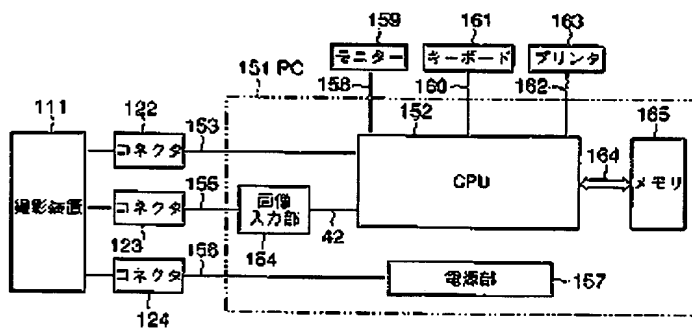 159
161
163
モニター
キーボード
プリンタ
151 PC
158
160
162
111
122
153
152
165
コネクタ
CPU
164
メモリ
撮影装置
155
コネクタ
画像
入力部
123
154
42
156
コネクタ
電源部
157
124